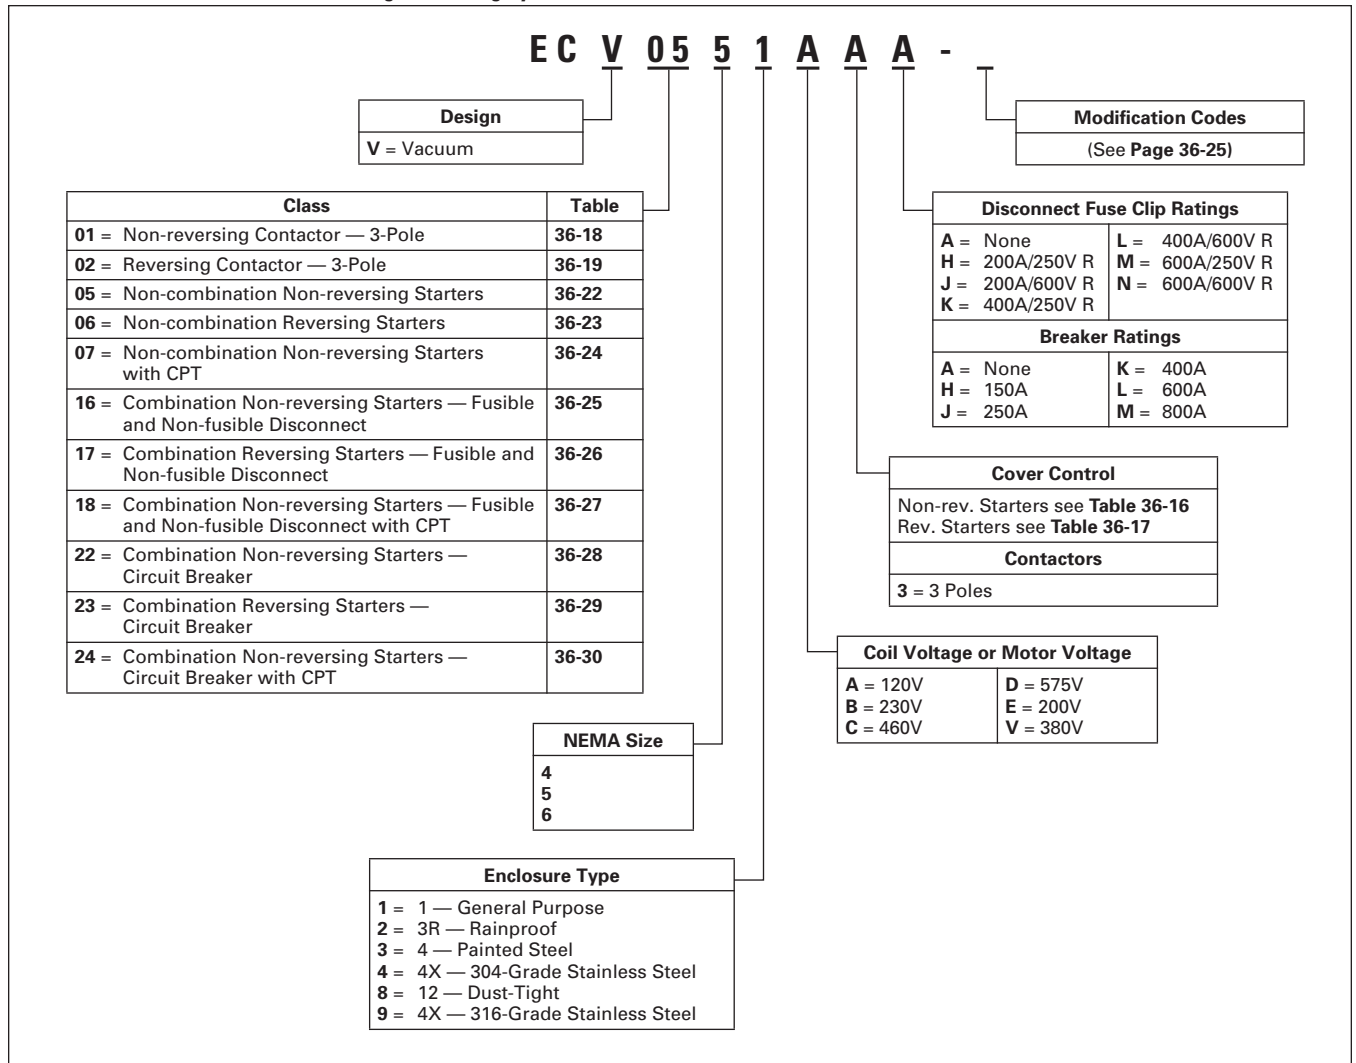 E C V 05 5 1 A A A - _
Design
V = Vacuum
Modification Codes
(See Page 36-25)
Class Table
01 = Non-reversing Contactor — 3-Pole 36-18
02 = Reversing Contactor — 3-Pole 36-19
05 = Non-combination Non-reversing Starters 36-22
06 = Non-combination Reversing Starters 36-23
07 = Non-combination Non-reversing Starters 36-24
with CPT
16 = Combination Non-reversing Starters — Fusible 36-25
and Non-fusible Disconnect
17 = Combination Reversing Starters — Fusible and 36-26
Non-fusible Disconnect
18 = Combination Non-reversing Starters — Fusible 36-27
and Non-fusible Disconnect with CPT
22 = Combination Non-reversing Starters — 36-28
Circuit Breaker
23 = Combination Reversing Starters — 36-29
Circuit Breaker
24 = Combination Non-reversing Starters — 36-30
Circuit Breaker with CPT
Disconnect Fuse Clip Ratings
A = None L = 400A/600V R
H = 200A/250V R M = 600A/250V R
J = 200A/600V R N = 600A/600V R
K = 400A/250V R
Breaker Ratings
A = None K = 400A
H = 150A L = 600A
J = 250A M = 800A
Cover Control
Non-rev. Starters see Table 36-16
Rev. Starters see Table 36-17
Contactors
3 = 3 Poles
Coil Voltage or Motor Voltage
A = 120V D = 575V
B = 230V E = 200V
C = 460V V = 380V
NEMA Size
4
5
6
Enclosure Type
1 = 1 — General Purpose
2 = 3R — Rainproof
3 = 4 — Painted Steel
4 = 4X — 304-Grade Stainless Steel
8 = 12 — Dust-Tight
9 = 4X — 316-Grade Stainless Steel